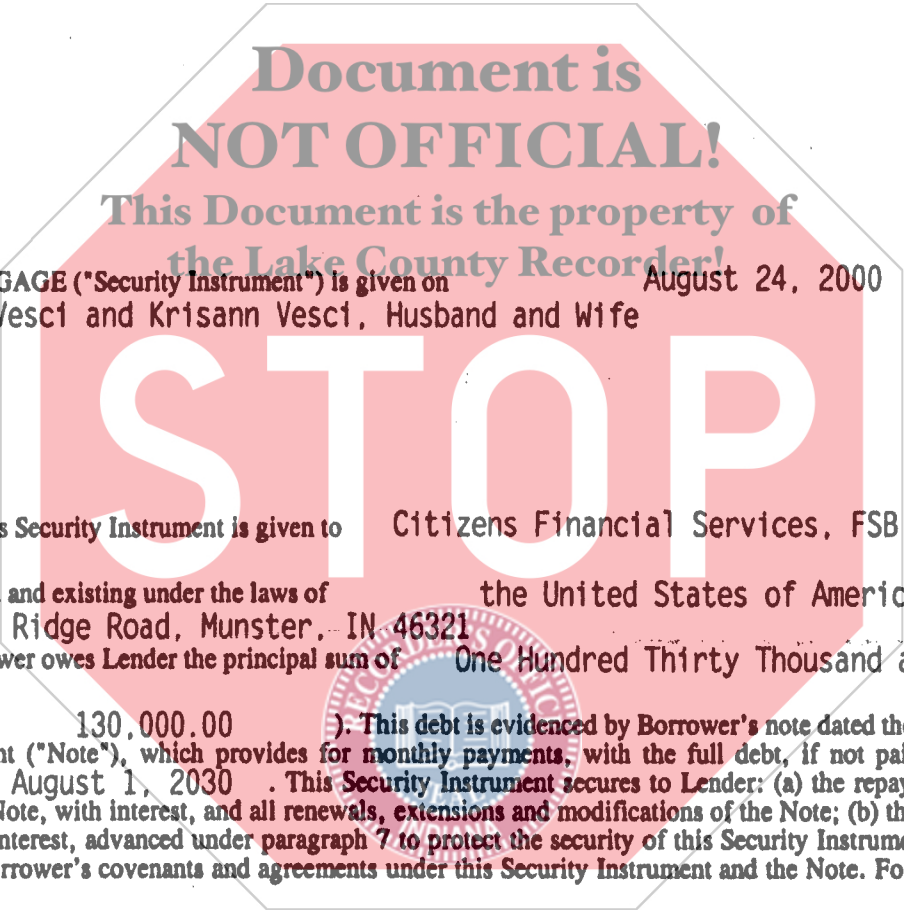 Document is
NOT OFFICIAL!
This Document is the property of
the Lake County Recorder!
GAGE ("Security Instrument") is given on August 24, 2000
Vesci and Krisann Vesci, Husband and Wife
STOP
s Security Instrument is given to Citizens Financial Services, FSB
and existing under the laws of the United States of Americ
Ridge Road, Munster, IN 46321
wer owes Lender the principal sum of One Hundred Thirty Thousand a
130,000.00 ). This debt is evidenced by Borrower's note dated the
nt ("Note"), which provides for monthly payments, with the full debt, if not pai
August 1, 2030 . This Security Instrument secures to Lender: (a) the repay
Note, with interest, and all renewals, extensions and modifications of the Note; (b) th
nterest, advanced under paragraph 7 to protect the security of this Security Instrume
rrower's covenants and agreements under this Security Instrument and the Note. Fo